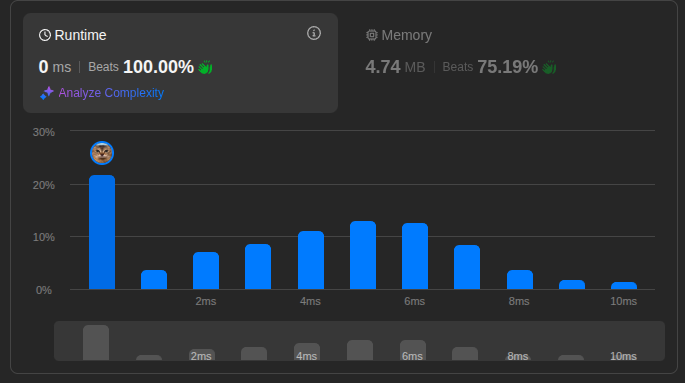 Runtime
0 ms | Beats 100.00%
Analyze Complexity
Memory
4.74 MB | Beats 75.19%
30%
20%
10%
0%
2ms 4ms 6ms 8ms 10ms
2ms 4ms 6ms 8ms 10ms